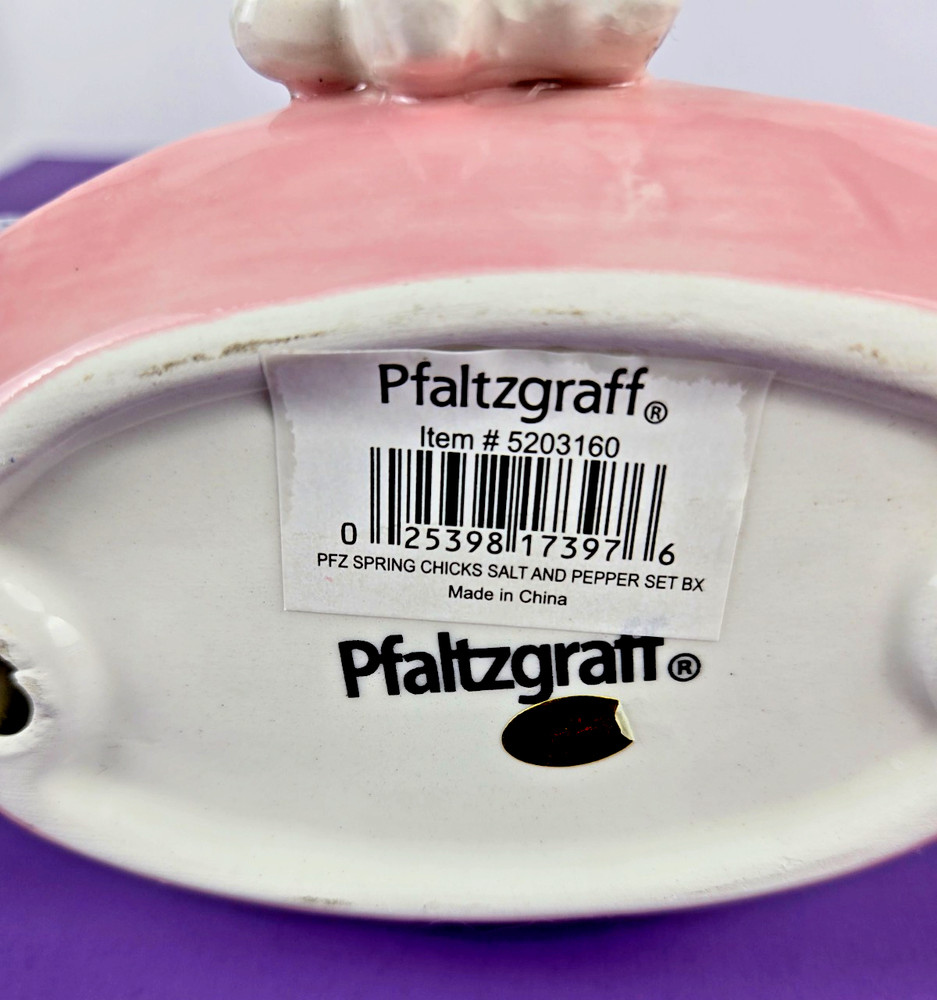 Pfaltzgraff®
Item # 5203160
0 25398 17397 6
PFZ SPRING CHICKS SALT AND PEPPER SET BX
Made in China
Pfaltzgraff®